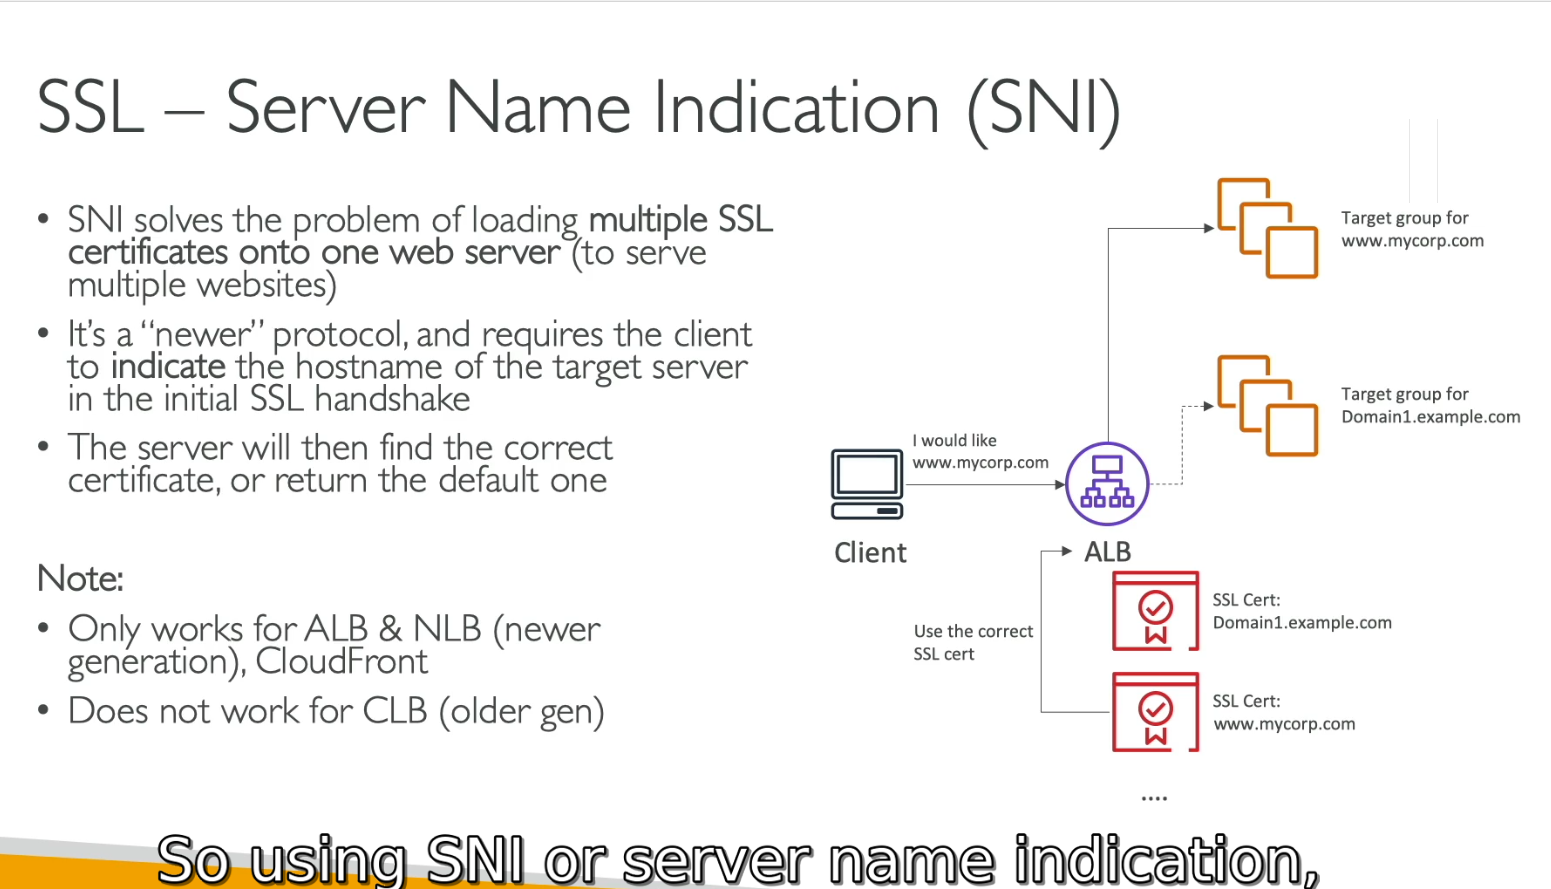 SSL – Server Name Indication (SNI)
• SNI solves the problem of loading multiple SSL
certificates onto one web server (to serve
multiple websites)
• It’s a “newer” protocol, and requires the client
to indicate the hostname of the target server
in the initial SSL handshake
• The server will then find the correct
certificate, or return the default one
Note:
• Only works for ALB & NLB (newer
generation), CloudFront
• Does not work for CLB (older gen)
Target group for
www.mycorp.com
Target group for
Domain1.example.com
I would like
www.mycorp.com
Client
ALB
Use the correct
SSL cert
SSL Cert:
Domain1.example.com
SSL Cert:
www.mycorp.com
....
So using SNI or server name indication,